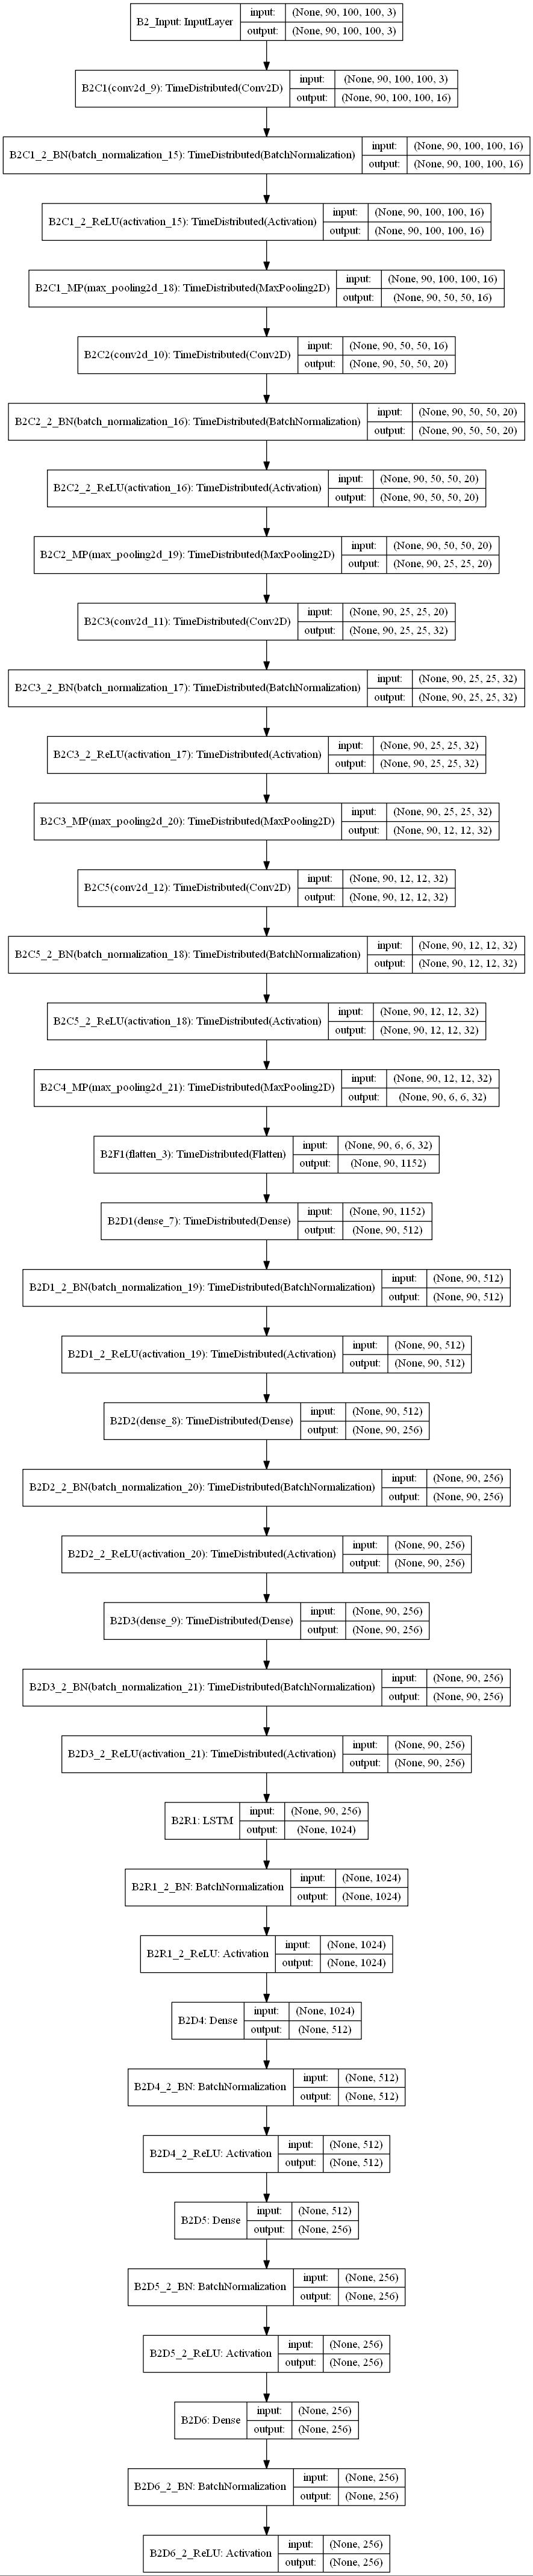 B2_Input: InputLayer
input: (None, 90, 100, 100, 3)
output: (None, 90, 100, 100, 3)
B2C1(conv2d_9): TimeDistributed(Conv2D)
input: (None, 90, 100, 100, 3)
output: (None, 90, 100, 100, 16)
B2C1_2_BN(batch_normalization_15): TimeDistributed(BatchNormalization)
input: (None, 90, 100, 100, 16)
output: (None, 90, 100, 100, 16)
B2C1_2_ReLU(activation_15): TimeDistributed(Activation)
input: (None, 90, 100, 100, 16)
output: (None, 90, 100, 100, 16)
B2C1_MP(max_pooling2d_18): TimeDistributed(MaxPooling2D)
input: (None, 90, 100, 100, 16)
output: (None, 90, 50, 50, 16)
B2C2(conv2d_10): TimeDistributed(Conv2D)
input: (None, 90, 50, 50, 16)
output: (None, 90, 50, 50, 20)
B2C2_2_BN(batch_normalization_16): TimeDistributed(BatchNormalization)
input: (None, 90, 50, 50, 20)
output: (None, 90, 50, 50, 20)
B2C2_2_ReLU(activation_16): TimeDistributed(Activation)
input: (None, 90, 50, 50, 20)
output: (None, 90, 50, 50, 20)
B2C2_MP(max_pooling2d_19): TimeDistributed(MaxPooling2D)
input: (None, 90, 50, 50, 20)
output: (None, 90, 25, 25, 20)
B2C3(conv2d_11): TimeDistributed(Conv2D)
input: (None, 90, 25, 25, 20)
output: (None, 90, 25, 25, 32)
B2C3_2_BN(batch_normalization_17): TimeDistributed(BatchNormalization)
input: (None, 90, 25, 25, 32)
output: (None, 90, 25, 25, 32)
B2C3_2_ReLU(activation_17): TimeDistributed(Activation)
input: (None, 90, 25, 25, 32)
output: (None, 90, 25, 25, 32)
B2C3_MP(max_pooling2d_20): TimeDistributed(MaxPooling2D)
input: (None, 90, 25, 25, 32)
output: (None, 90, 12, 12, 32)
B2C5(conv2d_12): TimeDistributed(Conv2D)
input: (None, 90, 12, 12, 32)
output: (None, 90, 12, 12, 32)
B2C5_2_BN(batch_normalization_18): TimeDistributed(BatchNormalization)
input: (None, 90, 12, 12, 32)
output: (None, 90, 12, 12, 32)
B2C5_2_ReLU(activation_18): TimeDistributed(Activation)
input: (None, 90, 12, 12, 32)
output: (None, 90, 12, 12, 32)
B2C4_MP(max_pooling2d_21): TimeDistributed(MaxPooling2D)
input: (None, 90, 12, 12, 32)
output: (None, 90, 6, 6, 32)
B2F1(flatten_3): TimeDistributed(Flatten)
input: (None, 90, 6, 6, 32)
output: (None, 90, 1152)
B2D1(dense_7): TimeDistributed(Dense)
input: (None, 90, 1152)
output: (None, 90, 512)
B2D1_2_BN(batch_normalization_19): TimeDistributed(BatchNormalization)
input: (None, 90, 512)
output: (None, 90, 512)
B2D1_2_ReLU(activation_19): TimeDistributed(Activation)
input: (None, 90, 512)
output: (None, 90, 512)
B2D2(dense_8): TimeDistributed(Dense)
input: (None, 90, 512)
output: (None, 90, 256)
B2D2_2_BN(batch_normalization_20): TimeDistributed(BatchNormalization)
input: (None, 90, 256)
output: (None, 90, 256)
B2D2_2_ReLU(activation_20): TimeDistributed(Activation)
input: (None, 90, 256)
output: (None, 90, 256)
B2D3(dense_9): TimeDistributed(Dense)
input: (None, 90, 256)
output: (None, 90, 256)
B2D3_2_BN(batch_normalization_21): TimeDistributed(BatchNormalization)
input: (None, 90, 256)
output: (None, 90, 256)
B2D3_2_ReLU(activation_21): TimeDistributed(Activation)
input: (None, 90, 256)
output: (None, 90, 256)
B2R1: LSTM
input: (None, 90, 256)
output: (None, 1024)
B2R1_2_BN: BatchNormalization
input: (None, 1024)
output: (None, 1024)
B2R1_2_ReLU: Activation
input: (None, 1024)
output: (None, 1024)
B2D4: Dense
input: (None, 1024)
output: (None, 512)
B2D4_2_BN: BatchNormalization
input: (None, 512)
output: (None, 512)
B2D4_2_ReLU: Activation
input: (None, 512)
output: (None, 512)
B2D5: Dense
input: (None, 512)
output: (None, 256)
B2D5_2_BN: BatchNormalization
input: (None, 256)
output: (None, 256)
B2D5_2_ReLU: Activation
input: (None, 256)
output: (None, 256)
B2D6: Dense
input: (None, 256)
output: (None, 256)
B2D6_2_BN: BatchNormalization
input: (None, 256)
output: (None, 256)
B2D6_2_ReLU: Activation
input: (None, 256)
output: (None, 256)